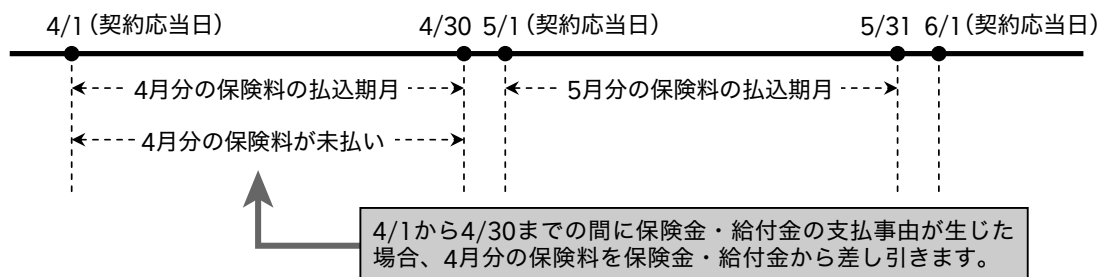 4/1(契約応当日) 4/30 5/1(契約応当日) 5/31 6/1(契約応当日)
4月分の保険料の払込期月 5月分の保険料の払込期月
4月分の保険料が未払い
4/1から4/30までの間に保険金・給付金の支払事由が生じた
場合、4月分の保険料を保険金・給付金から差し引きます。